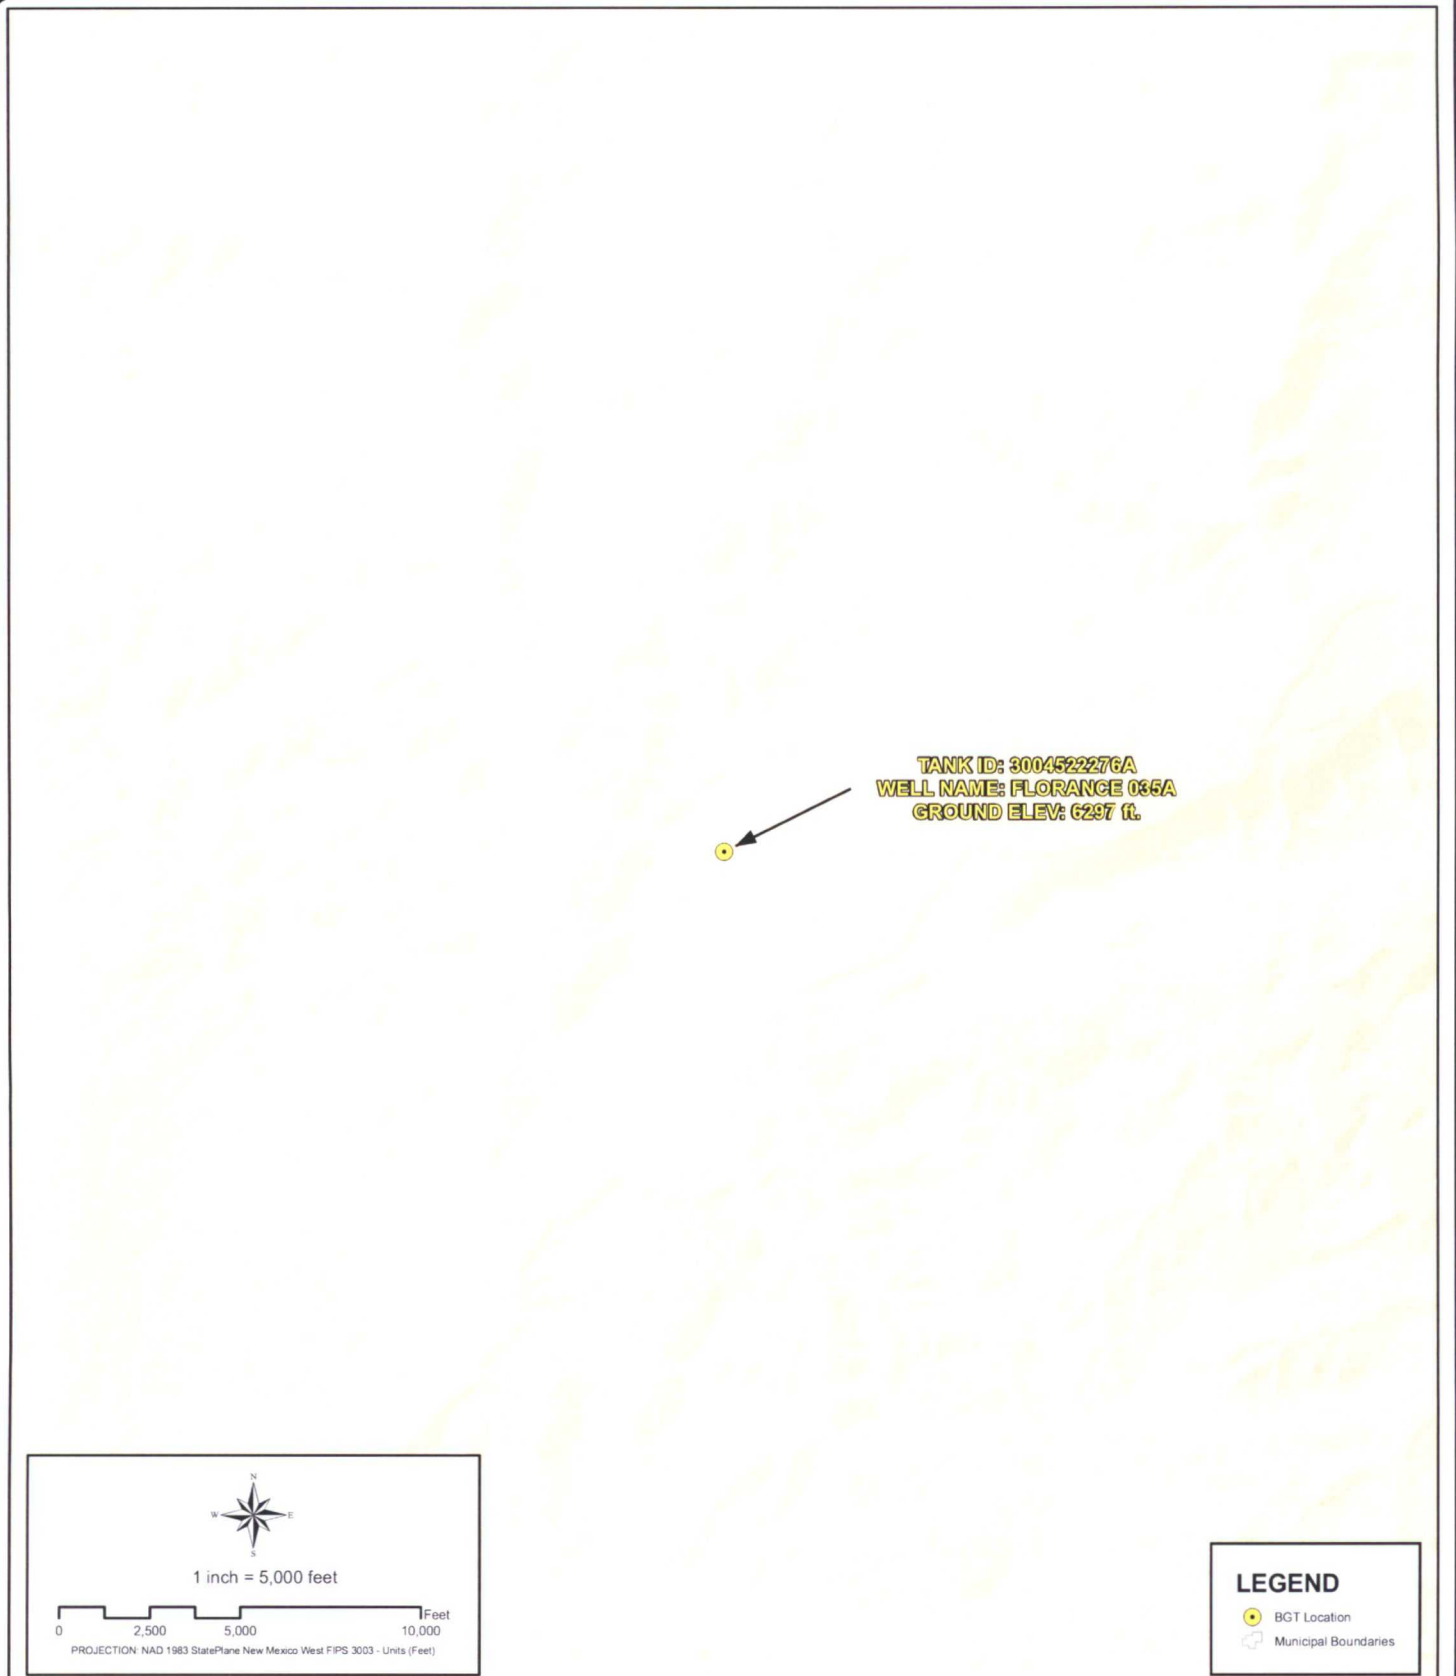 TANK ID: 3004522276A
WELL NAME: FLORANCE 035A
GROUND ELEV: 6297 ft.
N
W E
S
1 inch = 5,000 feet
Feet
0 2,500 5,000 10,000
PROJECTION: NAD 1983 StatePlane New Mexico West FIPS 3003 - Units (Feet)
LEGEND
BGT Location
Municipal Boundaries